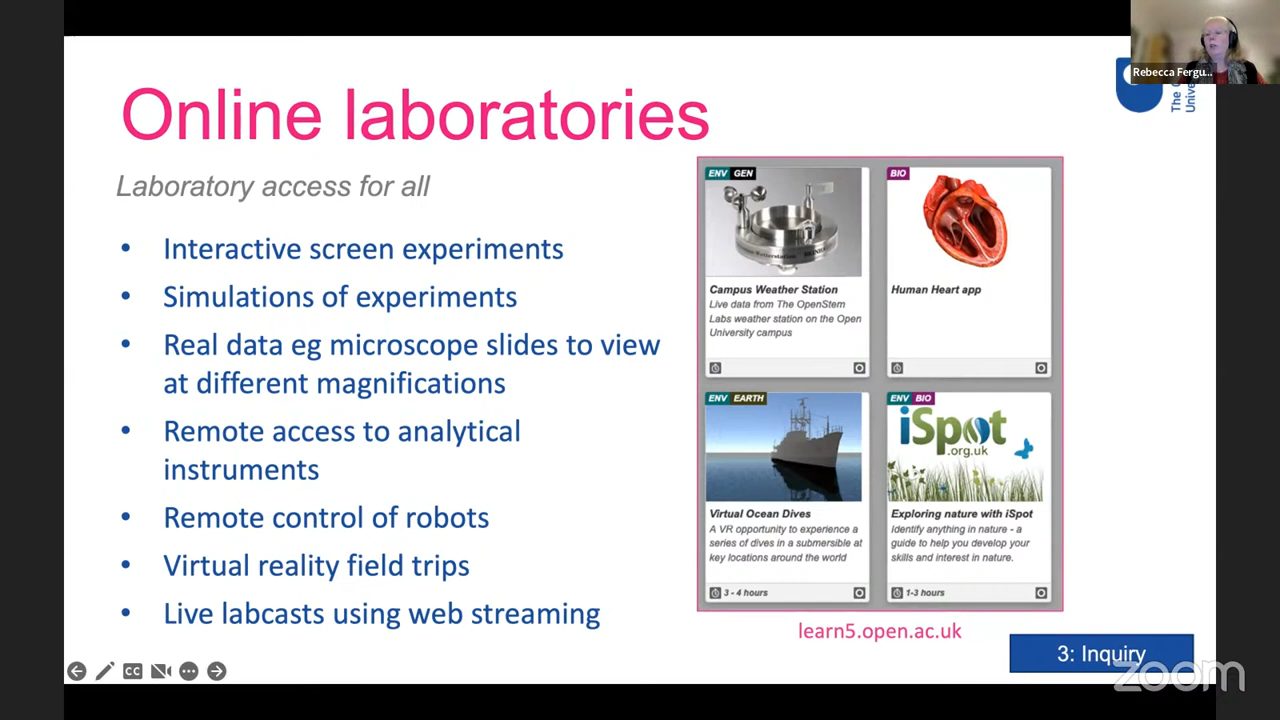 Rebecca Fergu...
The O
Unive
Online laboratories
Laboratory access for all
• Interactive screen experiments
• Simulations of experiments
• Real data eg microscope slides to view
at different magnifications
• Remote access to analytical
instruments
• Remote control of robots
• Virtual reality field trips
• Live labcasts using web streaming
ENV GEN
Campus Weather Station
Live data from The OpenStem
Labs weather station on the Open
University campus
BIO
Human Heart app
ENV EARTH
Virtual Ocean Dives
A VR opportunity to experience a
series of dives in a submersible at
key locations around the world
3 - 4 hours
ENV BIO
iSpot
.org.uk
Exploring nature with iSpot
Identify anything in nature - a
guide to help you develop your
skills and interest in nature.
1-3 hours
learn5.open.ac.uk
3: Inquiry
CC
zoom